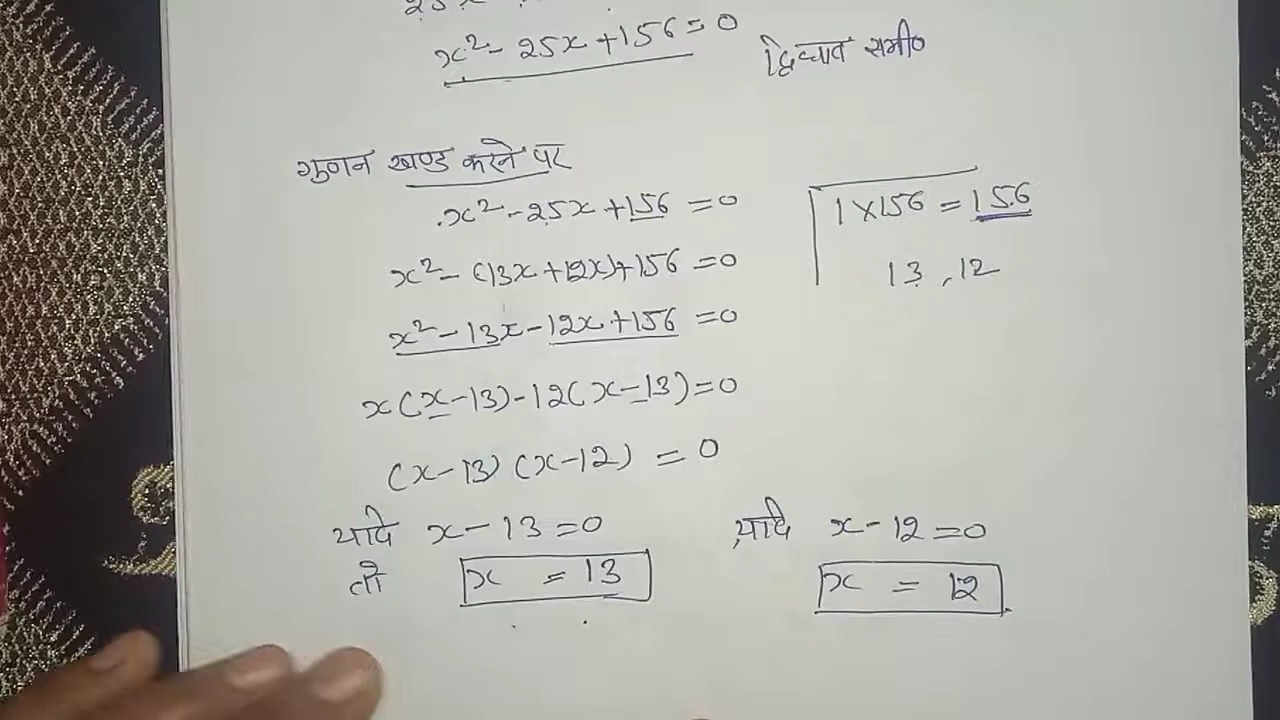 x² - 25x + 156 = 0 द्विघात समी०
गुणन खण्ड करने पर
x² - 25x + 156 = 0
1 × 156 = 156
x² - (13x + 12x) + 156 = 0
13, 12
x² - 13x - 12x + 156 = 0
x(x - 13) - 12(x - 13) = 0
(x - 13) (x - 12) = 0
यदि x - 13 = 0
तो x = 13
यदि x - 12 = 0
x = 12